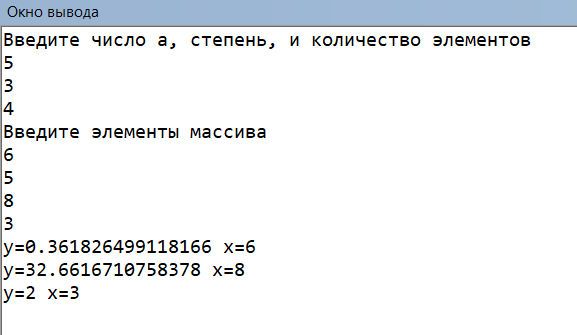 Окно вывода
Введите число a, степень, и количество элементов
5
3
4
Введите элементы массива
6
5
8
3
y=0.361826499118166 x=6
y=32.6616710758378 x=8
y=2 x=3